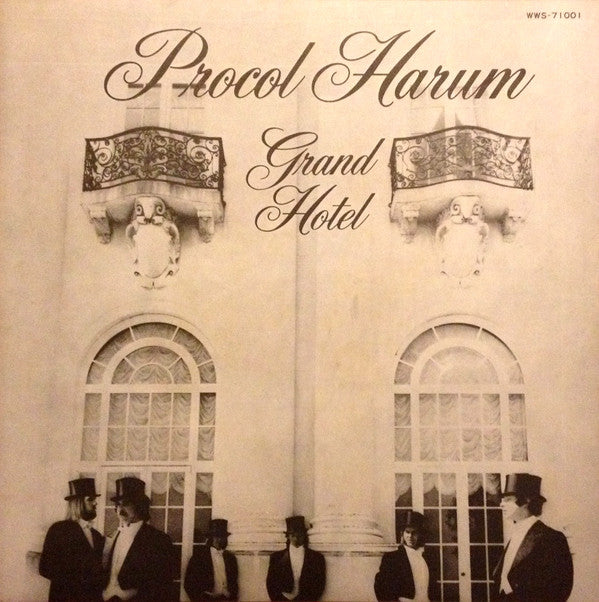 WWS-71001
Procol Harum
Grand
Hotel